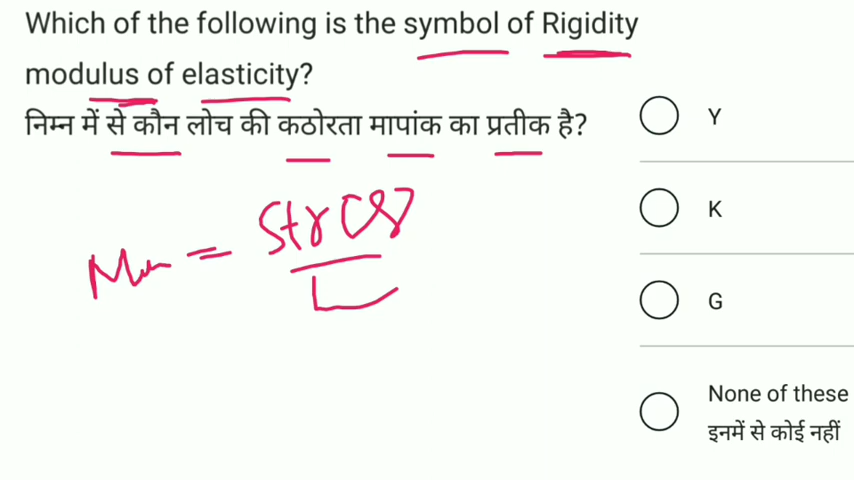 Which of the following is the symbol of Rigidity
modulus of elasticity?
निम्न में से कौन लोच की कठोरता मापांक का प्रतीक है?
Y
K
G
None of these
इनमें से कोई नहीं
=